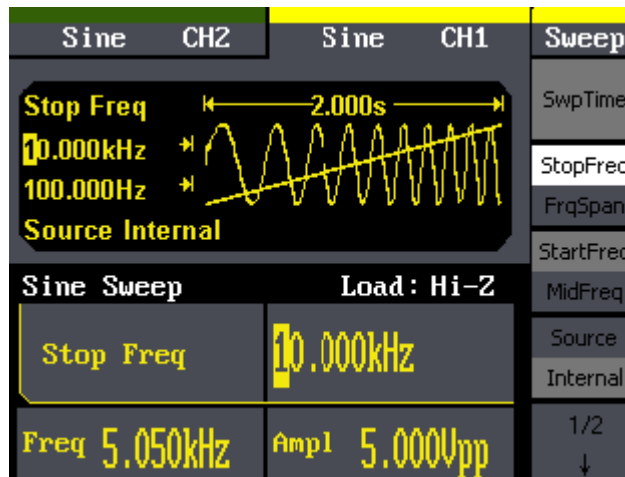 Sine CH2 Sine CH1 Sweep
Stop Freq 2.000s
10.000kHz
100.000Hz
Source Internal
SwpTime
StopFreq
FrqSpan
StartFreq
MidFreq
Source
Internal
1/2
Sine Sweep Load: Hi-Z
Stop Freq 10.000kHz
Freq 5.050kHz Ampl 5.000Vpp